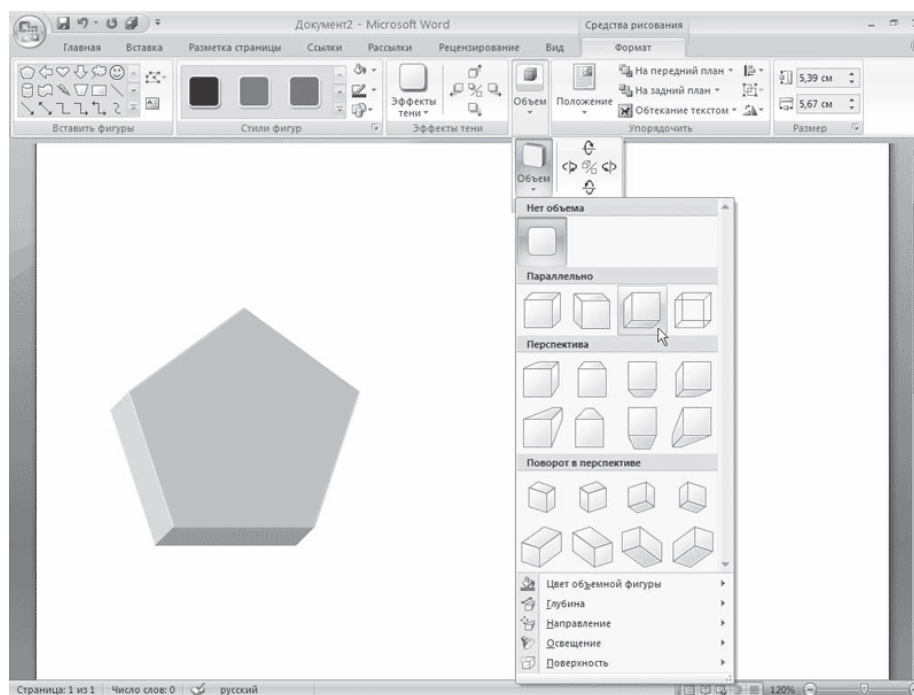 Документ2 - Microsoft Word
Средства рисования
Главная Вставка Разметка страницы Ссылки Рассылки Рецензирование Вид Формат
На передний план
На задний план
Обтекание текстом
Эффекты тени
Объем
Положение
5,39 см
5,67 см
Вставить фигуры Стили фигур Эффекты тени Упорядочить Размер
Объем
Нет объема
Параллельно
Перспектива
Поворот в перспективе
Цвет объемной фигуры
Глубина
Направление
Освещение
Поверхность
Страница: 1 из 1 Число слов: 0 русский 120%